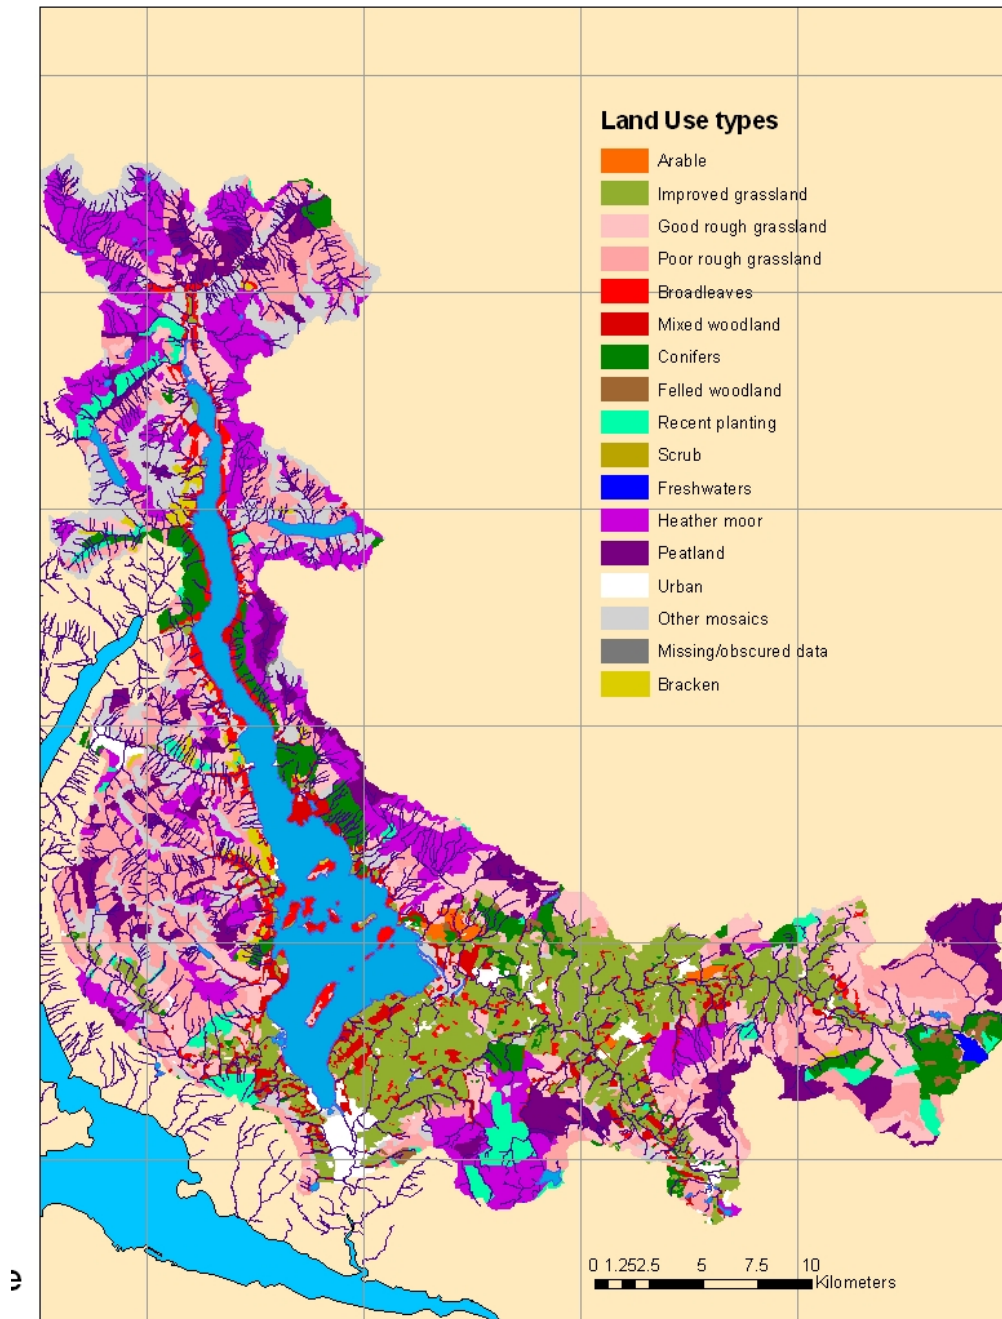 Land Use types
Arable
Improved grassland
Good rough grassland
Poor rough grassland
Broadleaves
Mixed woodland
Conifers
Felled woodland
Recent planting
Scrub
Freshwaters
Heather moor
Peatland
Urban
Other mosaics
Missing/obscured data
Bracken
0 1.252.5 5 7.5 10
Kilometers
e